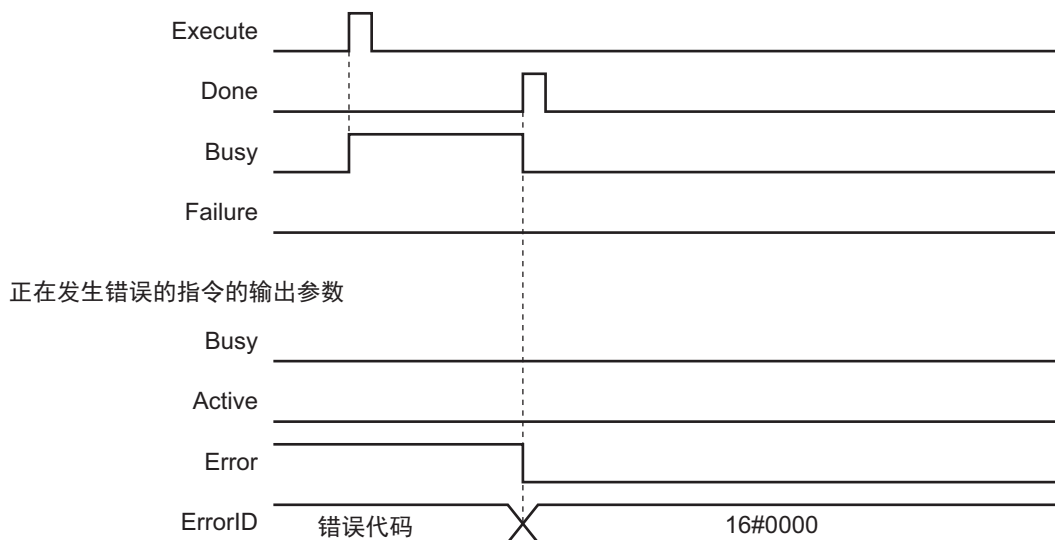 Execute
Done
Busy
Failure
正在发生错误的指令的输出参数
Busy
Active
Error
ErrorID 错误代码 16#0000